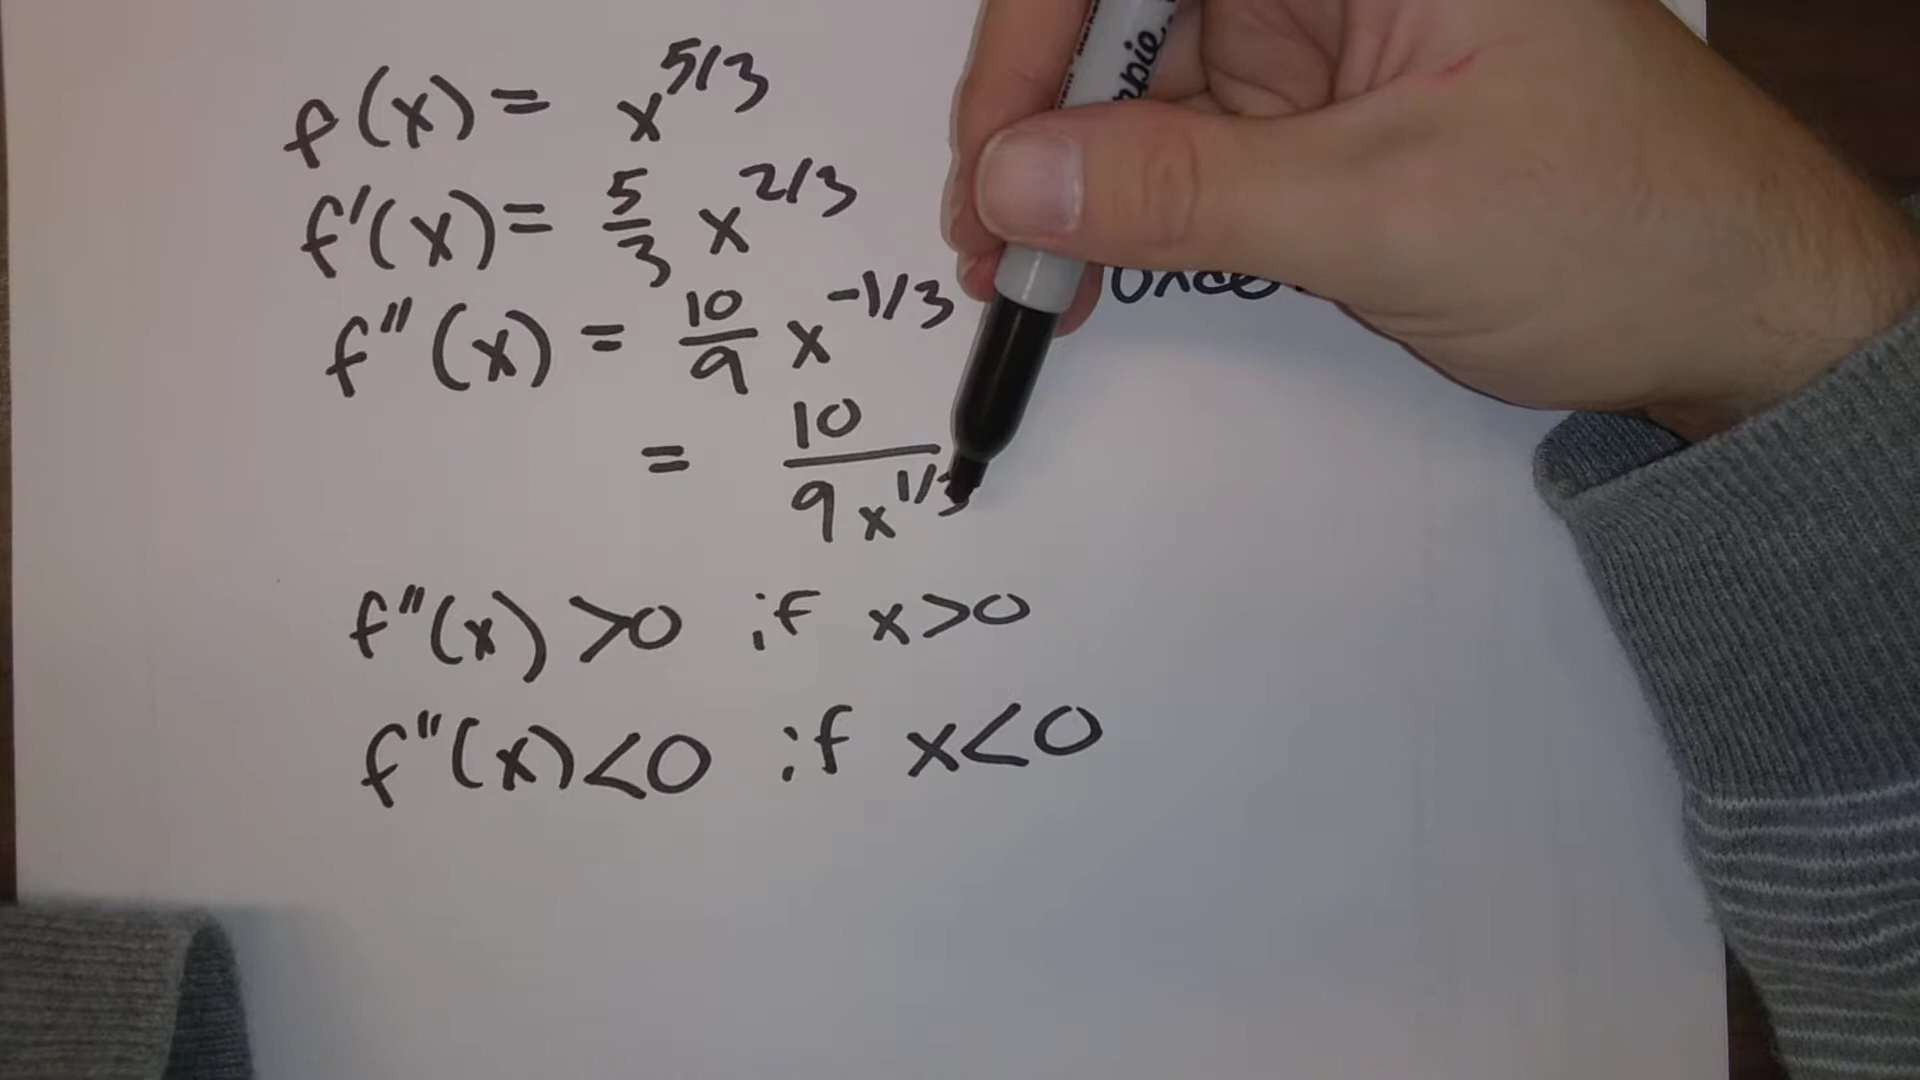 f(x) = x^5/3
f'(x) = 5/3 x^2/3
f''(x) = 10/9 x^-1/3
= 10/9x^1/3
f''(x) >0 if x>0
f''(x)<0 if x<0